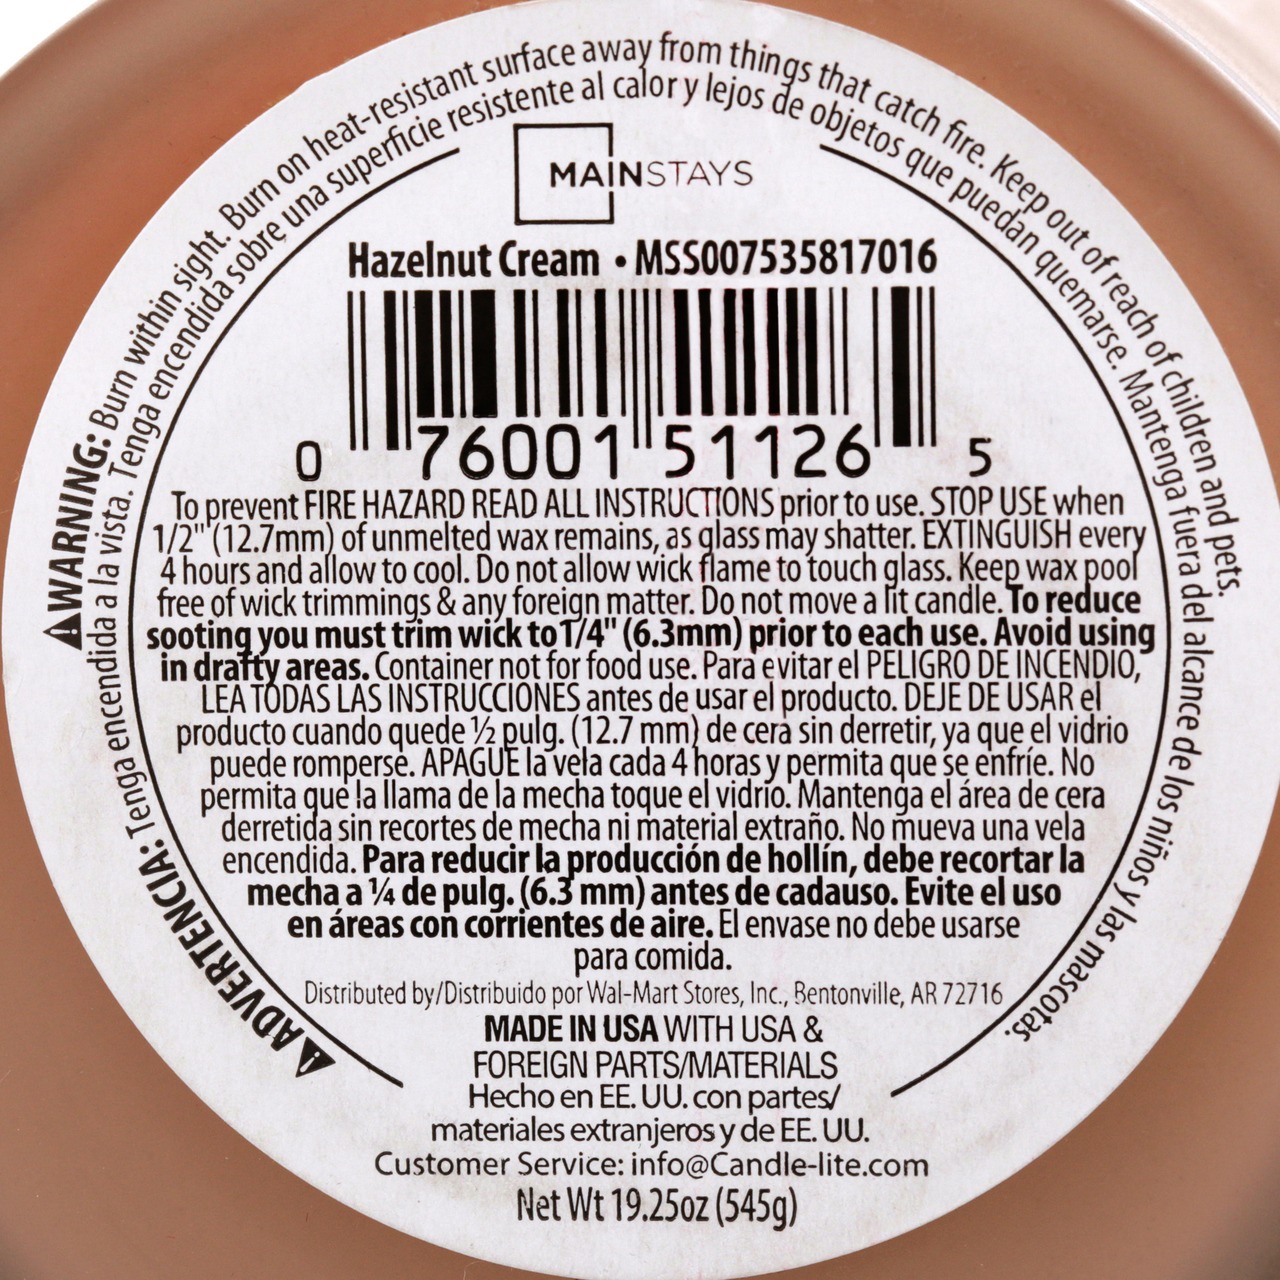 ⚠WARNING: Burn within sight. Burn on heat-resistant surface away from things that catch fire. Keep out of reach of children and pets.
⚠ADVERTENCIA: Tenga encendida a la vista. Tenga encendida sobre una superficie resistente al calor y lejos de objetos que puedan quemarse. Mantenga fuera del alcance de los niños y las mascotas.
MAINSTAYS
Hazelnut Cream • MSS007535817016
0 76001 51126 5
To prevent FIRE HAZARD READ ALL INSTRUCTIONS prior to use. STOP USE when
1/2" (12.7mm) of unmelted wax remains, as glass may shatter. EXTINGUISH every
4 hours and allow to cool. Do not allow wick flame to touch glass. Keep wax pool
free of wick trimmings & any foreign matter. Do not move a lit candle. To reduce
sooting you must trim wick to 1/4" (6.3mm) prior to each use. Avoid using
in drafty areas. Container not for food use. Para evitar el PELIGRO DE INCENDIO,
LEA TODAS LAS INSTRUCCIONES antes de usar el producto. DEJE DE USAR el
producto cuando quede ½ pulg. (12.7 mm) de cera sin derretir, ya que el vidrio
puede romperse. APAGUE la vela cada 4 horas y permita que se enfríe. No
permita que la llama de la mecha toque el vidrio. Mantenga el área de cera
derretida sin recortes de mecha ni material extraño. No mueva una vela
encendida. Para reducir la producción de hollín, debe recortar la
mecha a ¼ de pulg. (6.3 mm) antes de cadauso. Evite el uso
en áreas con corrientes de aire. El envase no debe usarse
para comida.
Distributed by/Distribuido por Wal-Mart Stores, Inc., Bentonville, AR 72716
MADE IN USA WITH USA &
FOREIGN PARTS/MATERIALS
Hecho en EE. UU. con partes/
materiales extranjeros y de EE. UU.
Customer Service: info@Candle-lite.com
Net Wt 19.25oz (545g)